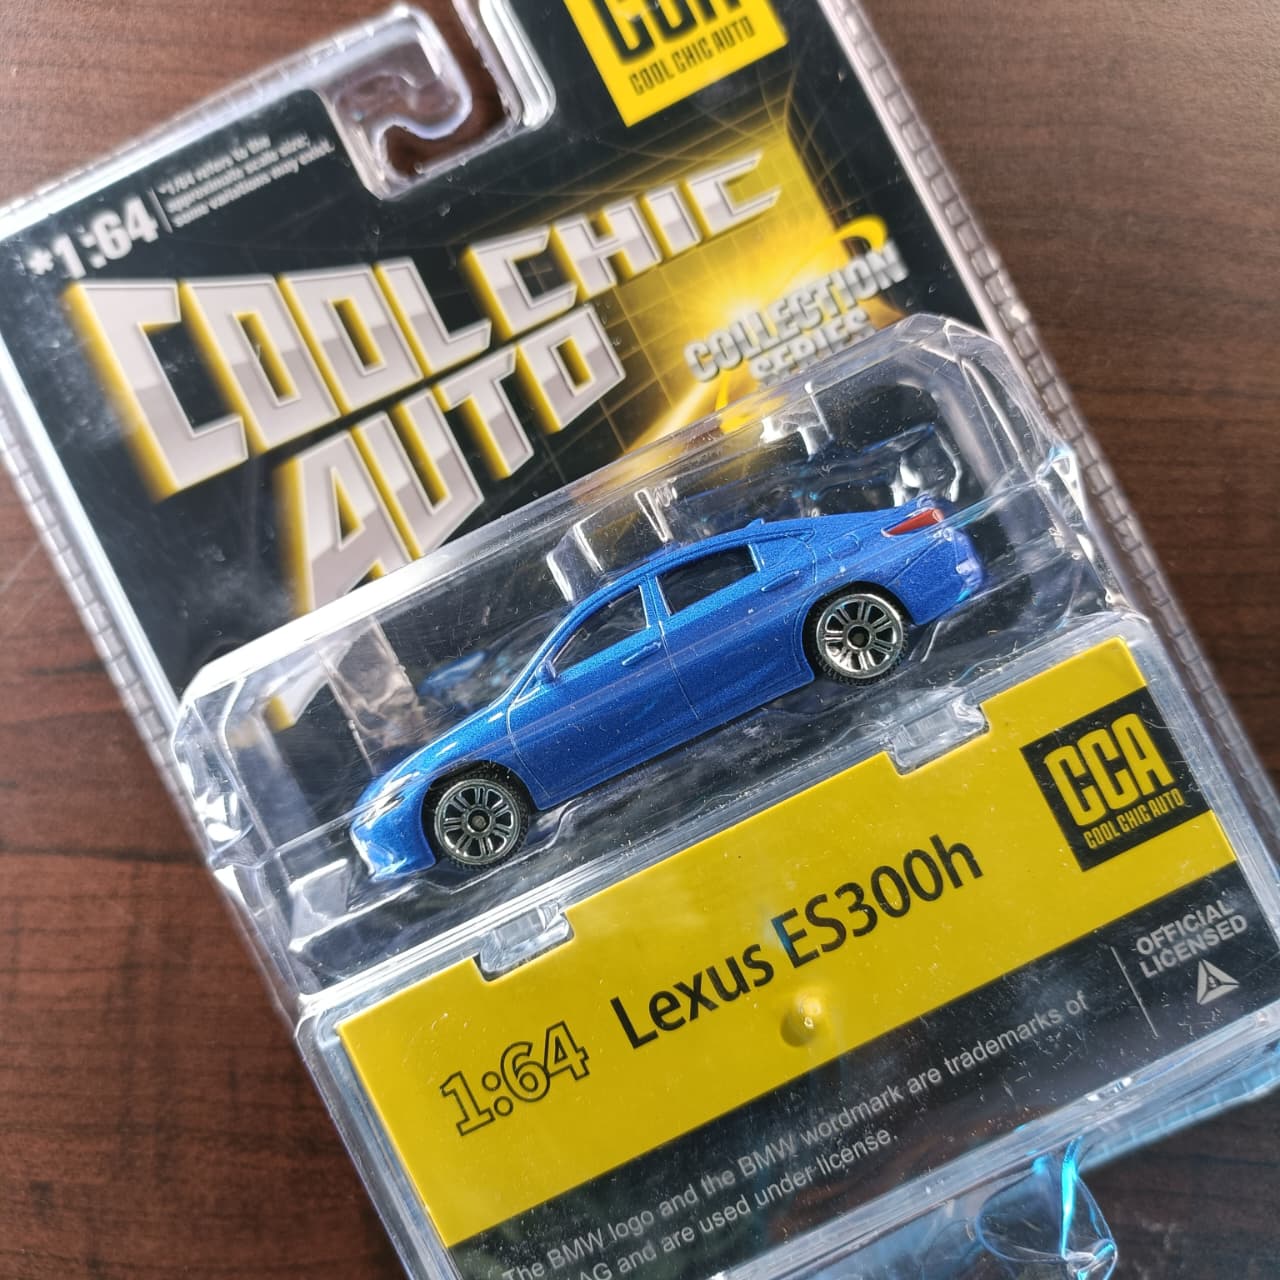 CCA
COOL CHIC AUTO
*1:64
*1/64 refers to the
approximate scale size;
some variations may exist.
COOL CHIC
AUTO
COLLECTION
SERIES
CCA
COOL CHIC AUTO
1:64 Lexus ES300h
OFFICIAL
LICENSED
The BMW logo and the BMW wordmark are trademarks of
AG and are used under license.